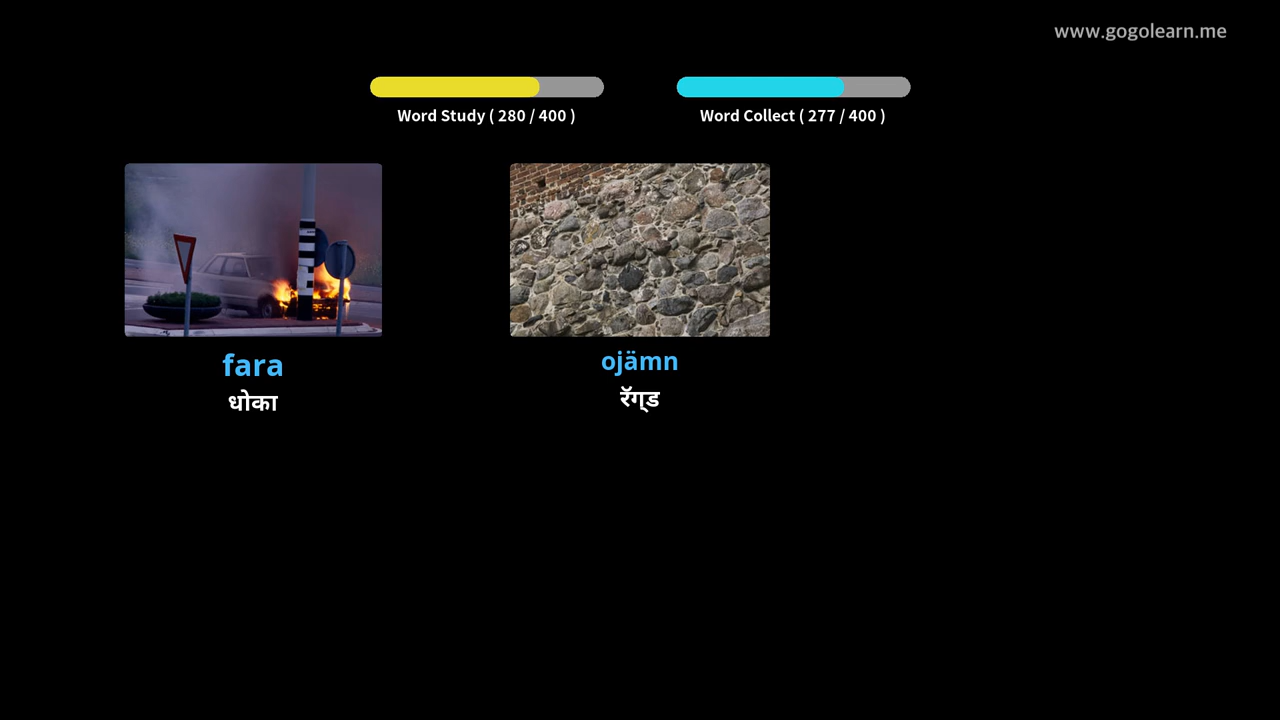 www.gogolearn.me
Word Study ( 280 / 400 )
Word Collect ( 277 / 400 )
fara
धोका
ojämn
रॅग्ड